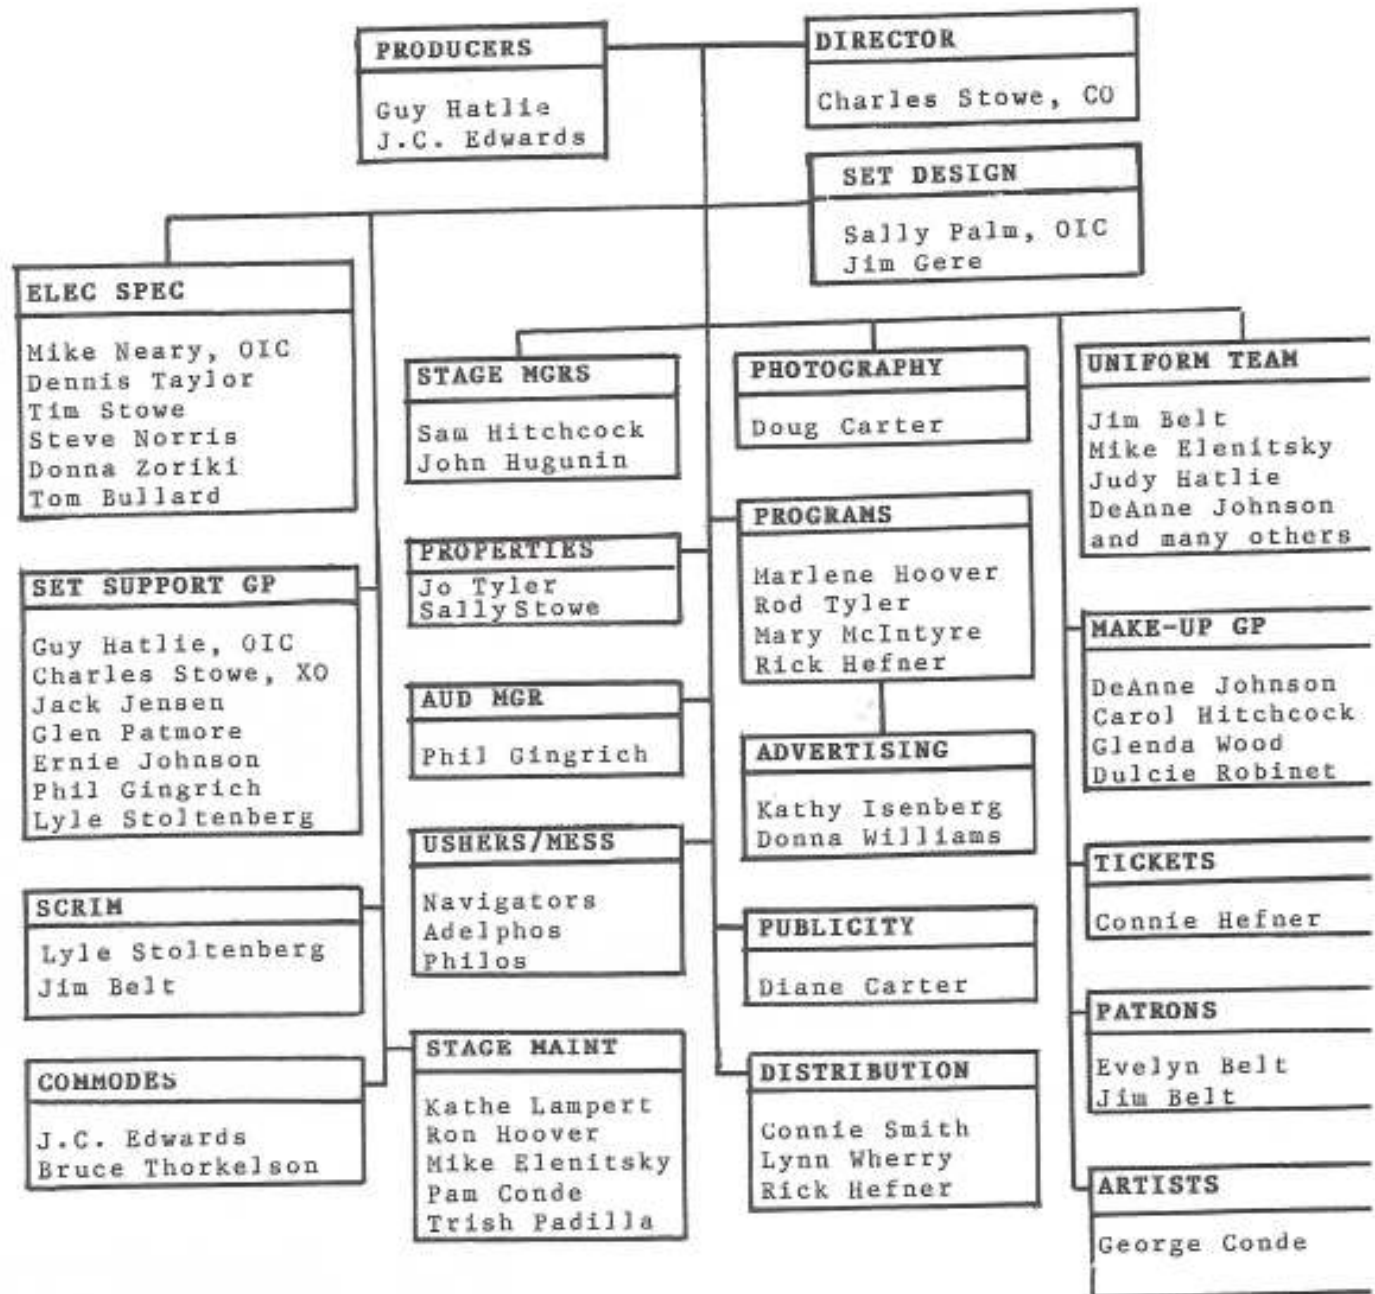 PRODUCERS
Guy Hatlie
J.C. Edwards
DIRECTOR
Charles Stowe, CO
SET DESIGN
Sally Palm, OIC
Jim Gere
ELEC SPEC
Mike Neary, OIC
Dennis Taylor
Tim Stowe
Steve Norris
Donna Zoriki
Tom Bullard
SET SUPPORT GP
Guy Hatlie, OIC
Charles Stowe, XO
Jack Jensen
Glen Patmore
Ernie Johnson
Phil Gingrich
Lyle Stoltenberg
SCRIM
Lyle Stoltenberg
Jim Belt
COMMODES
J.C. Edwards
Bruce Thorkelson
STAGE MGRS
Sam Hitchcock
John Hugunin
PROPERTIES
Jo Tyler
Sally Stowe
AUD MGR
Phil Gingrich
USHERS/MESS
Navigators
Adelphos
Philos
STAGE MAINT
Kathe Lampert
Ron Hoover
Mike Elenitsky
Pam Conde
Trish Padilla
PHOTOGRAPHY
Doug Carter
PROGRAMS
Marlene Hoover
Rod Tyler
Mary McIntyre
Rick Hefner
ADVERTISING
Kathy Isenberg
Donna Williams
PUBLICITY
Diane Carter
DISTRIBUTION
Connie Smith
Lynn Wherry
Rick Hefner
UNIFORM TEAM
Jim Belt
Mike Elenitsky
Judy Hatlie
DeAnne Johnson
and many others
MAKE-UP GP
DeAnne Johnson
Carol Hitchcock
Glenda Wood
Dulcie Robinet
TICKETS
Connie Hefner
PATRONS
Evelyn Belt
Jim Belt
ARTISTS
George Conde